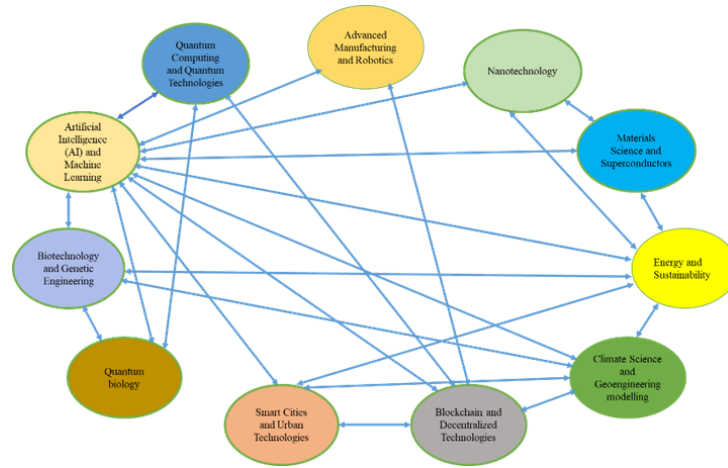 Quantum
Computing
and Quantum
Technologies
Advanced
Manufacturing
and Robotics
Nanotechnology
Artificial
Intelligence
(AI) and
Machine
Learning
Materials
Science and
Superconductors
Biotechnology
and Genetic
Engineering
Energy and
Sustainability
Quantum
biology
Climate Science
and
Geoengineering
modelling
Smart Cities
and Urban
Technologies
Blockchain and
Decentralized
Technologies